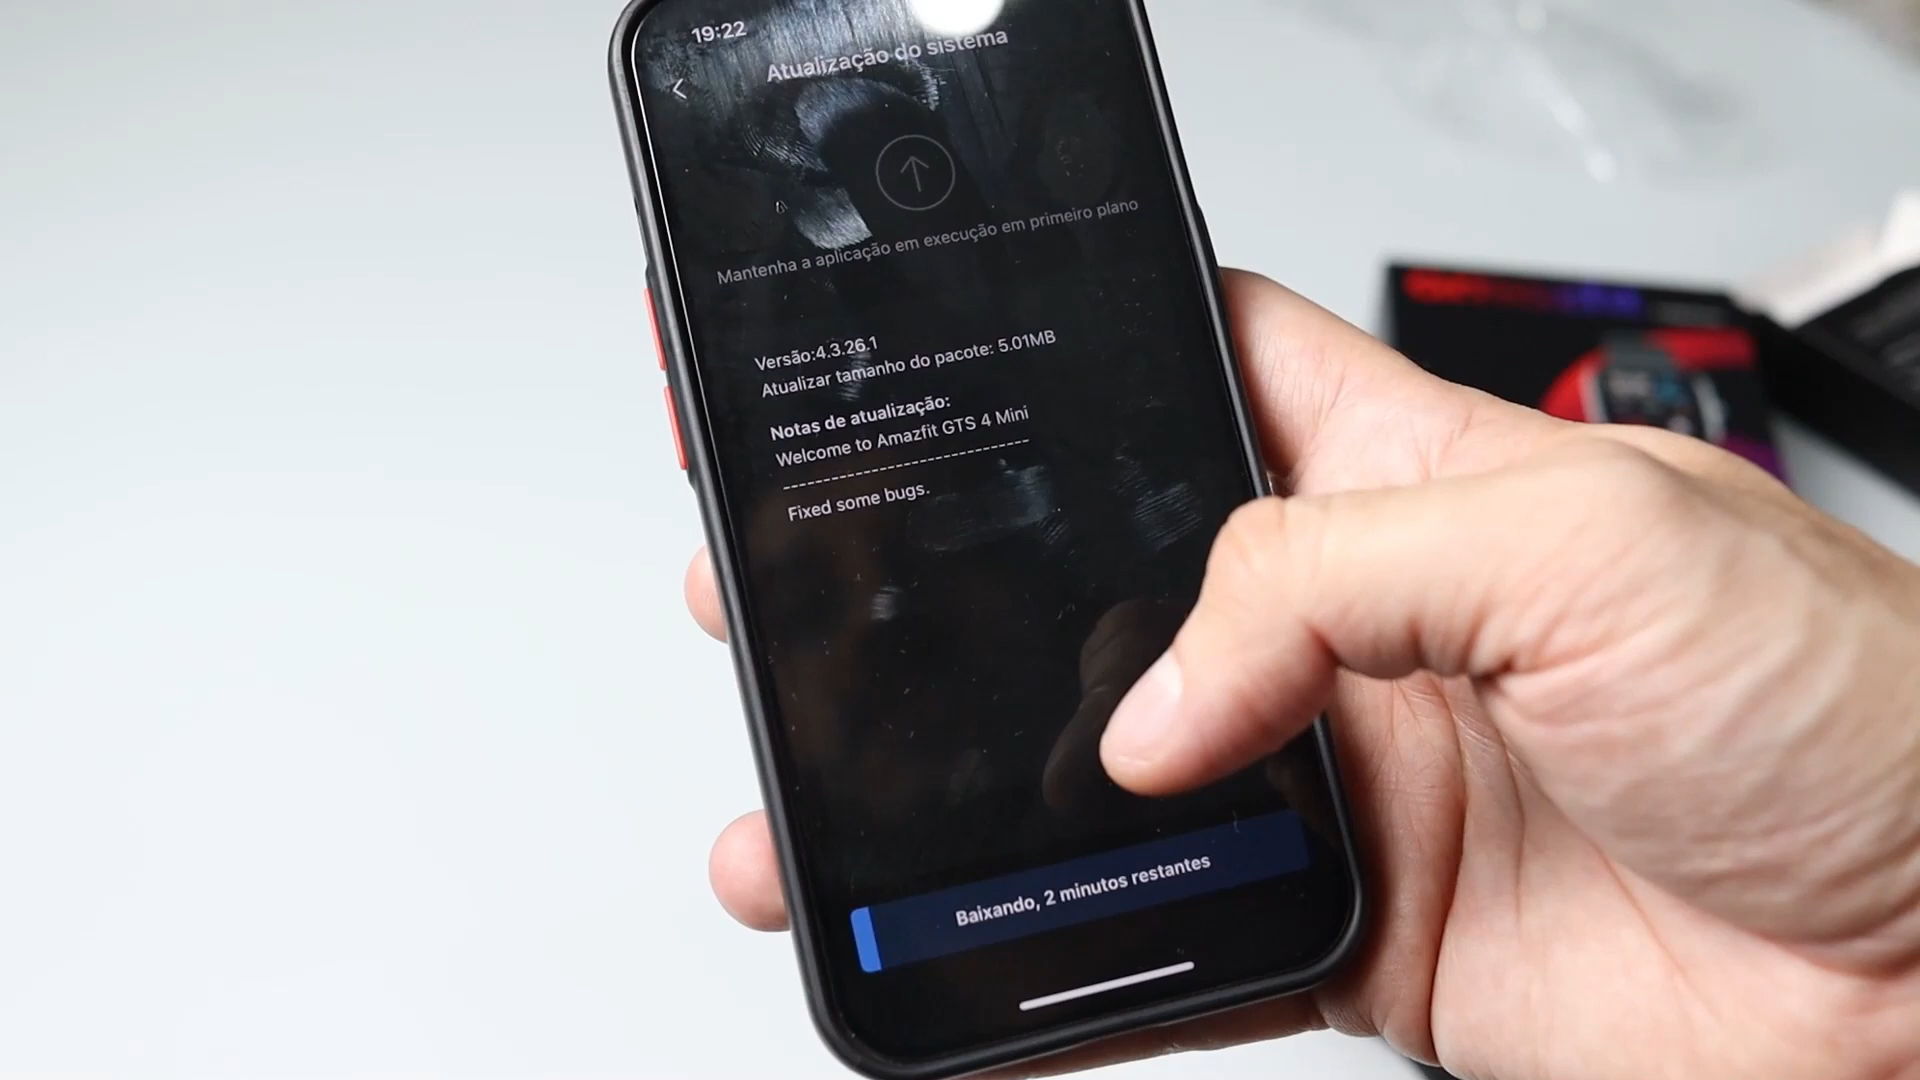 19:22
Atualização do sistema
Mantenha a aplicação em execução em primeiro plano
Versão:4.3.26.1
Atualizar tamanho do pacote: 5.01MB
Notas de atualização:
Welcome to Amazfit GTS 4 Mini
--------------------------------
Fixed some bugs.
Baixando, 2 minutos restantes